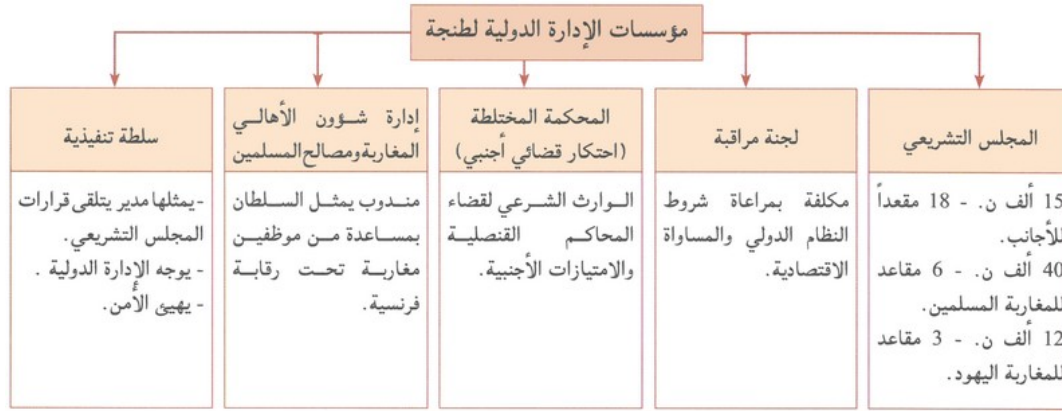 مؤسسات الإدارة الدولية لطنجة
المجلس التشريعي
15 ألف ن. - 18 مقعداً
للأجانب.
40 ألف ن. - 6 مقاعد
للمغاربة المسلمين.
12 ألف ن. - 3 مقاعد
للمغاربة اليهود.
لجنة مراقبة
مكلفة بمراعاة شروط
النظام الدولي والمساواة
الاقتصادية.
المحكمة المختلطة
(احتكار قضائي أجنبي)
الوارث الشرعي لقضاء
المحاكم القنصلية
والامتيازات الأجنبية.
إدارة شؤون الأهالي
المغاربة ومصالح المسلمين
مندوب يمثل السلطان
بمساعدة من موظفين
مغاربة تحت رقابة
فرنسية.
سلطة تنفيذية
-يمثلها مدير يتلقى قرارات
المجلس التشريعي.
- يوجه الإدارة الدولية .
- يهيئ الأمن.